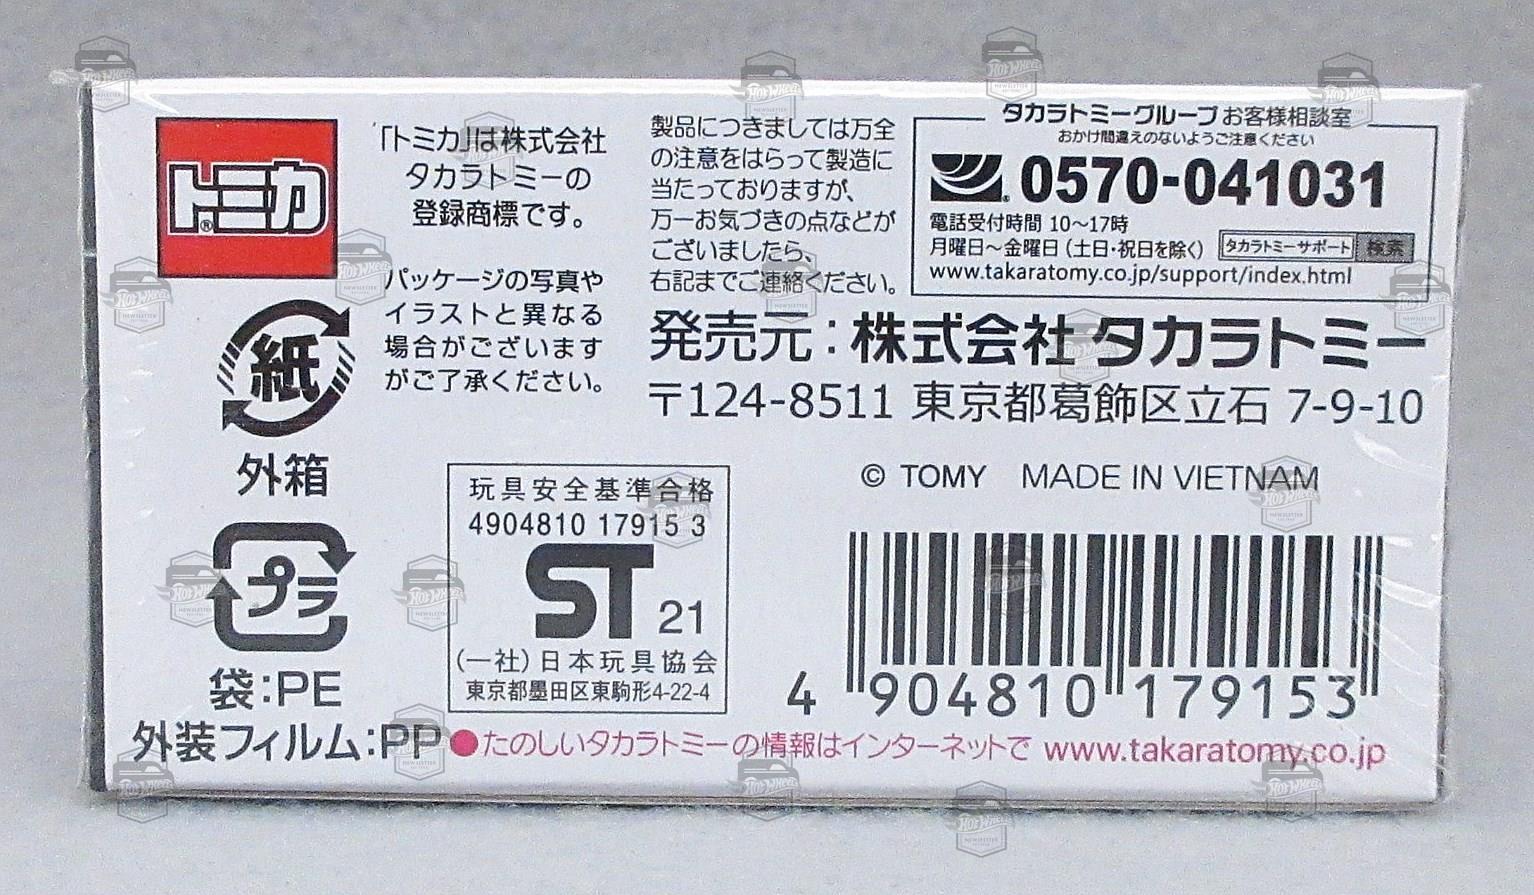 トミカ®
「トミカ」は株式会社
タカラトミーの
登録商標です。
パッケージの写真や
イラストと異なる
場合がございます
がご了承ください。
製品につきましては万全
の注意をはらって製造に
当たっておりますが、
万一お気づきの点などが
ございましたら、
右記までご連絡ください。
タカラトミーグループお客様相談室
おかけ間違えのないようご注意ください
0570-041031
電話受付時間 10〜17時
月曜日〜金曜日（土日・祝日を除く） タカラトミーサポート 検索
www.takaratomy.co.jp/support/index.html
発売元：株式会社タカラトミー
〒124-8511 東京都葛飾区立石 7-9-10
紙
外箱
プラ
袋：PE
外装フィルム：PP
玩具安全基準合格
4904810 17915 3
ST 21
(一社)日本玩具協会
東京都墨田区東駒形4-22-4
© TOMY MADE IN VIETNAM
4 904810 179153
●たのしいタカラトミーの情報はインターネットで www.takaratomy.co.jp
Hot Wheels
NEWSLETTER